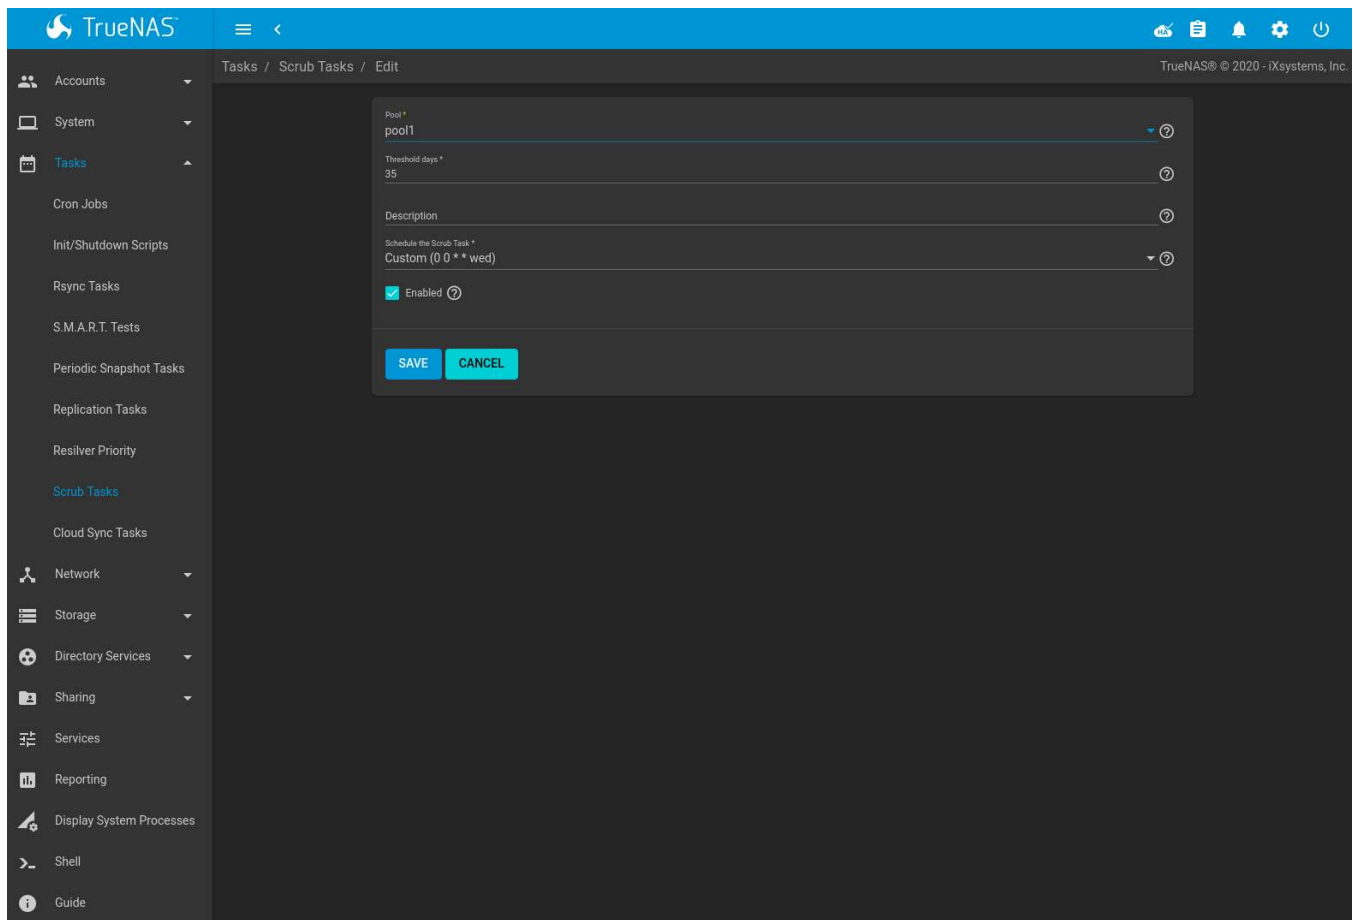 TrueNAS
HA
Tasks / Scrub Tasks / Edit
TrueNAS® © 2020 - iXsystems, Inc.
Accounts
System
Tasks
Cron Jobs
Init/Shutdown Scripts
Rsync Tasks
S.M.A.R.T. Tests
Periodic Snapshot Tasks
Replication Tasks
Resilver Priority
Scrub Tasks
Cloud Sync Tasks
Network
Storage
Directory Services
Sharing
Services
Reporting
Display System Processes
Shell
Guide
Pool *
pool1
Threshold days *
35
Description
Schedule the Scrub Task *
Custom (0 0 * * wed)
Enabled
SAVE CANCEL